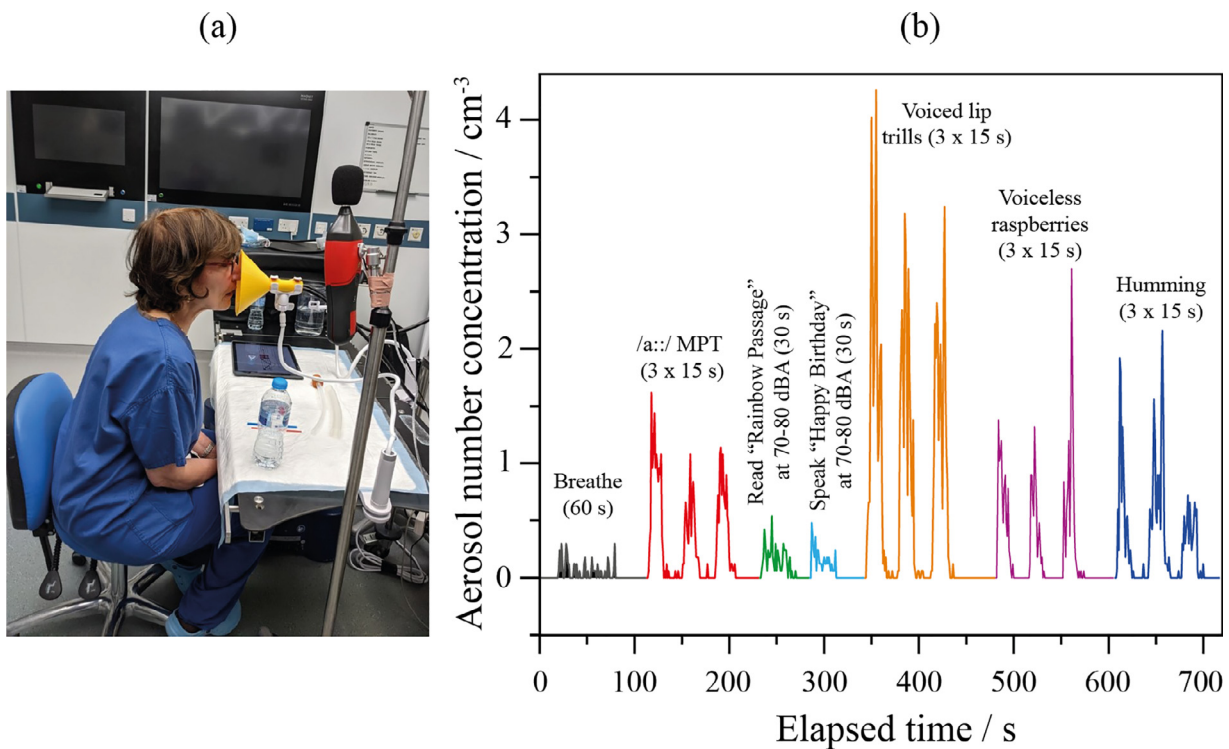 (a)
(b)
Aerosol number concentration / cm⁻³
4
3
2
1
0
Breathe
(60 s)
/a::/ MPT
(3 x 15 s)
Read “Rainbow Passage”
at 70-80 dBA (30 s)
Speak “Happy Birthday”
at 70-80 dBA (30 s)
Voiced lip
trills (3 x 15 s)
Voiceless
raspberries
(3 x 15 s)
Humming
(3 x 15 s)
0 100 200 300 400 500 600 700
Elapsed time / s